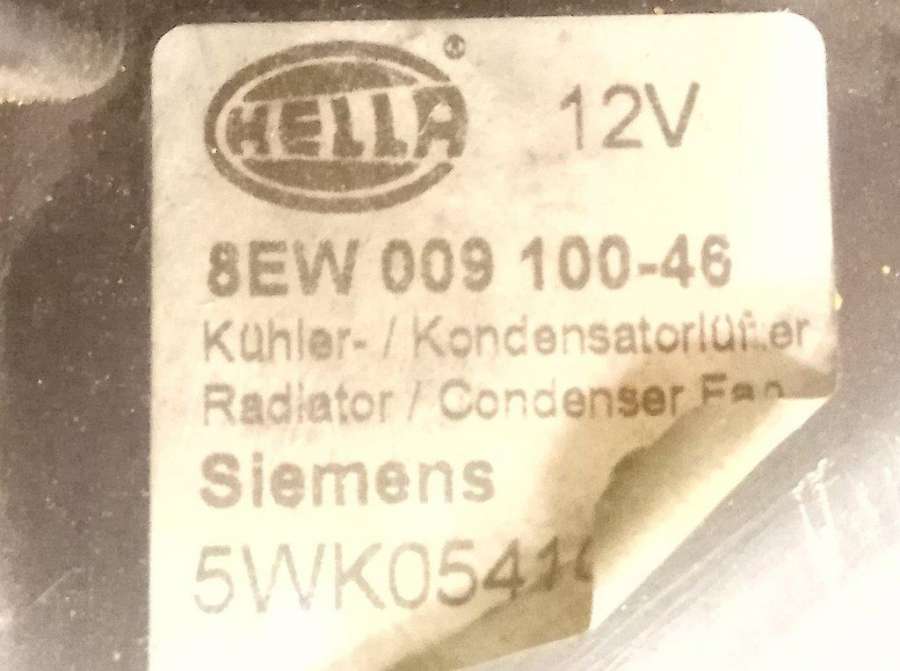 HELLA ® 12V
8EW 009 100-46
Kühler- / Kondensatorlüfter
Radiator / Condenser Fan
Siemens